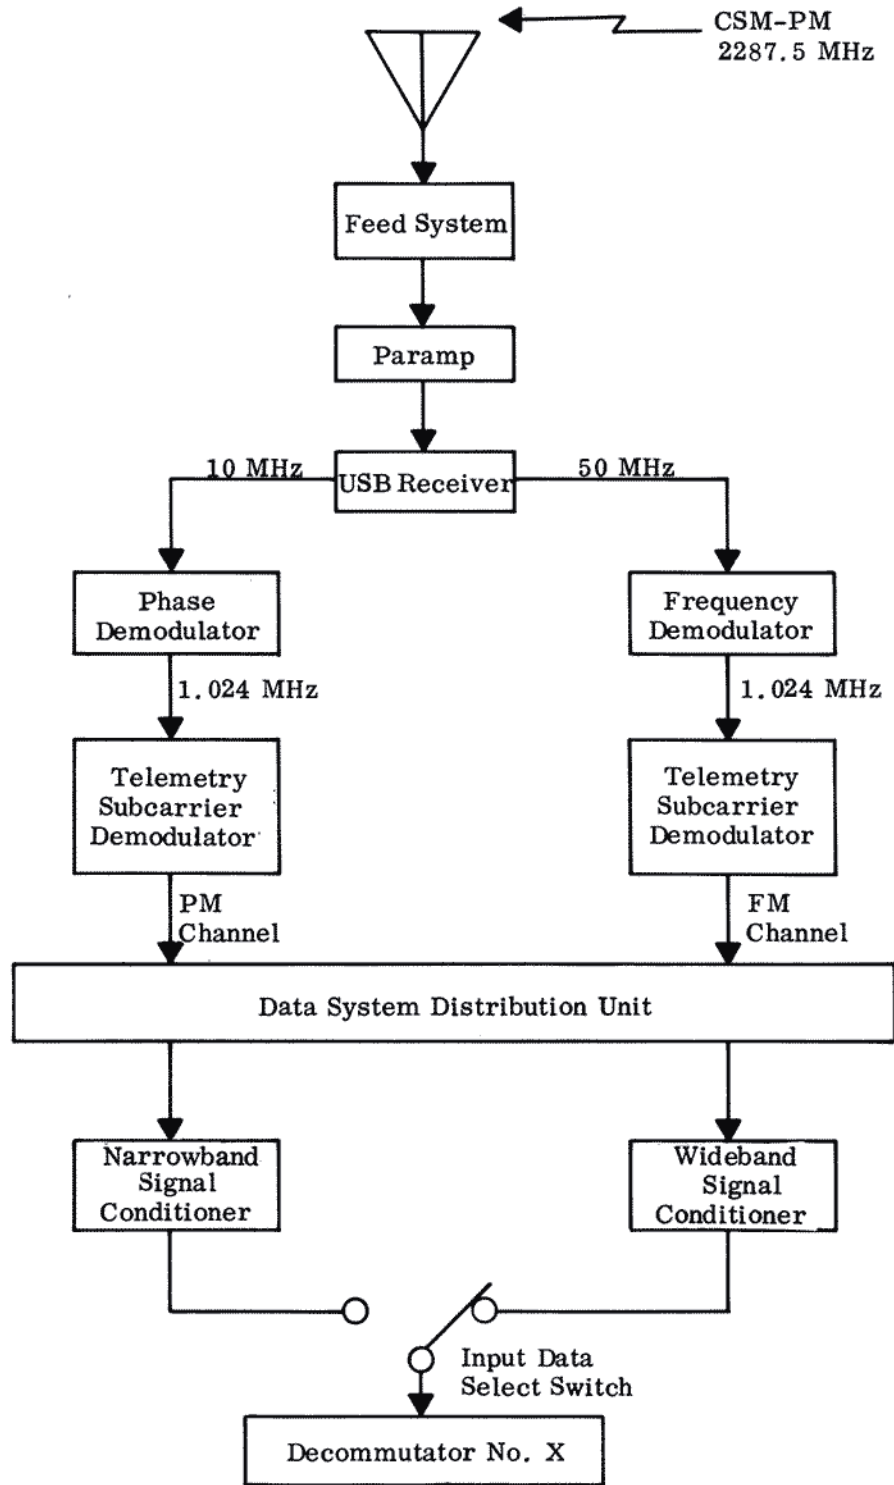 CSM-PM
2287.5 MHz
Feed System
Paramp
10 MHz
USB Receiver
50 MHz
Phase
Demodulator
Frequency
Demodulator
1.024 MHz
1.024 MHz
Telemetry
Subcarrier
Demodulator
Telemetry
Subcarrier
Demodulator
PM
Channel
FM
Channel
Data System Distribution Unit
Narrowband
Signal
Conditioner
Wideband
Signal
Conditioner
Input Data
Select Switch
Decommutator No. X